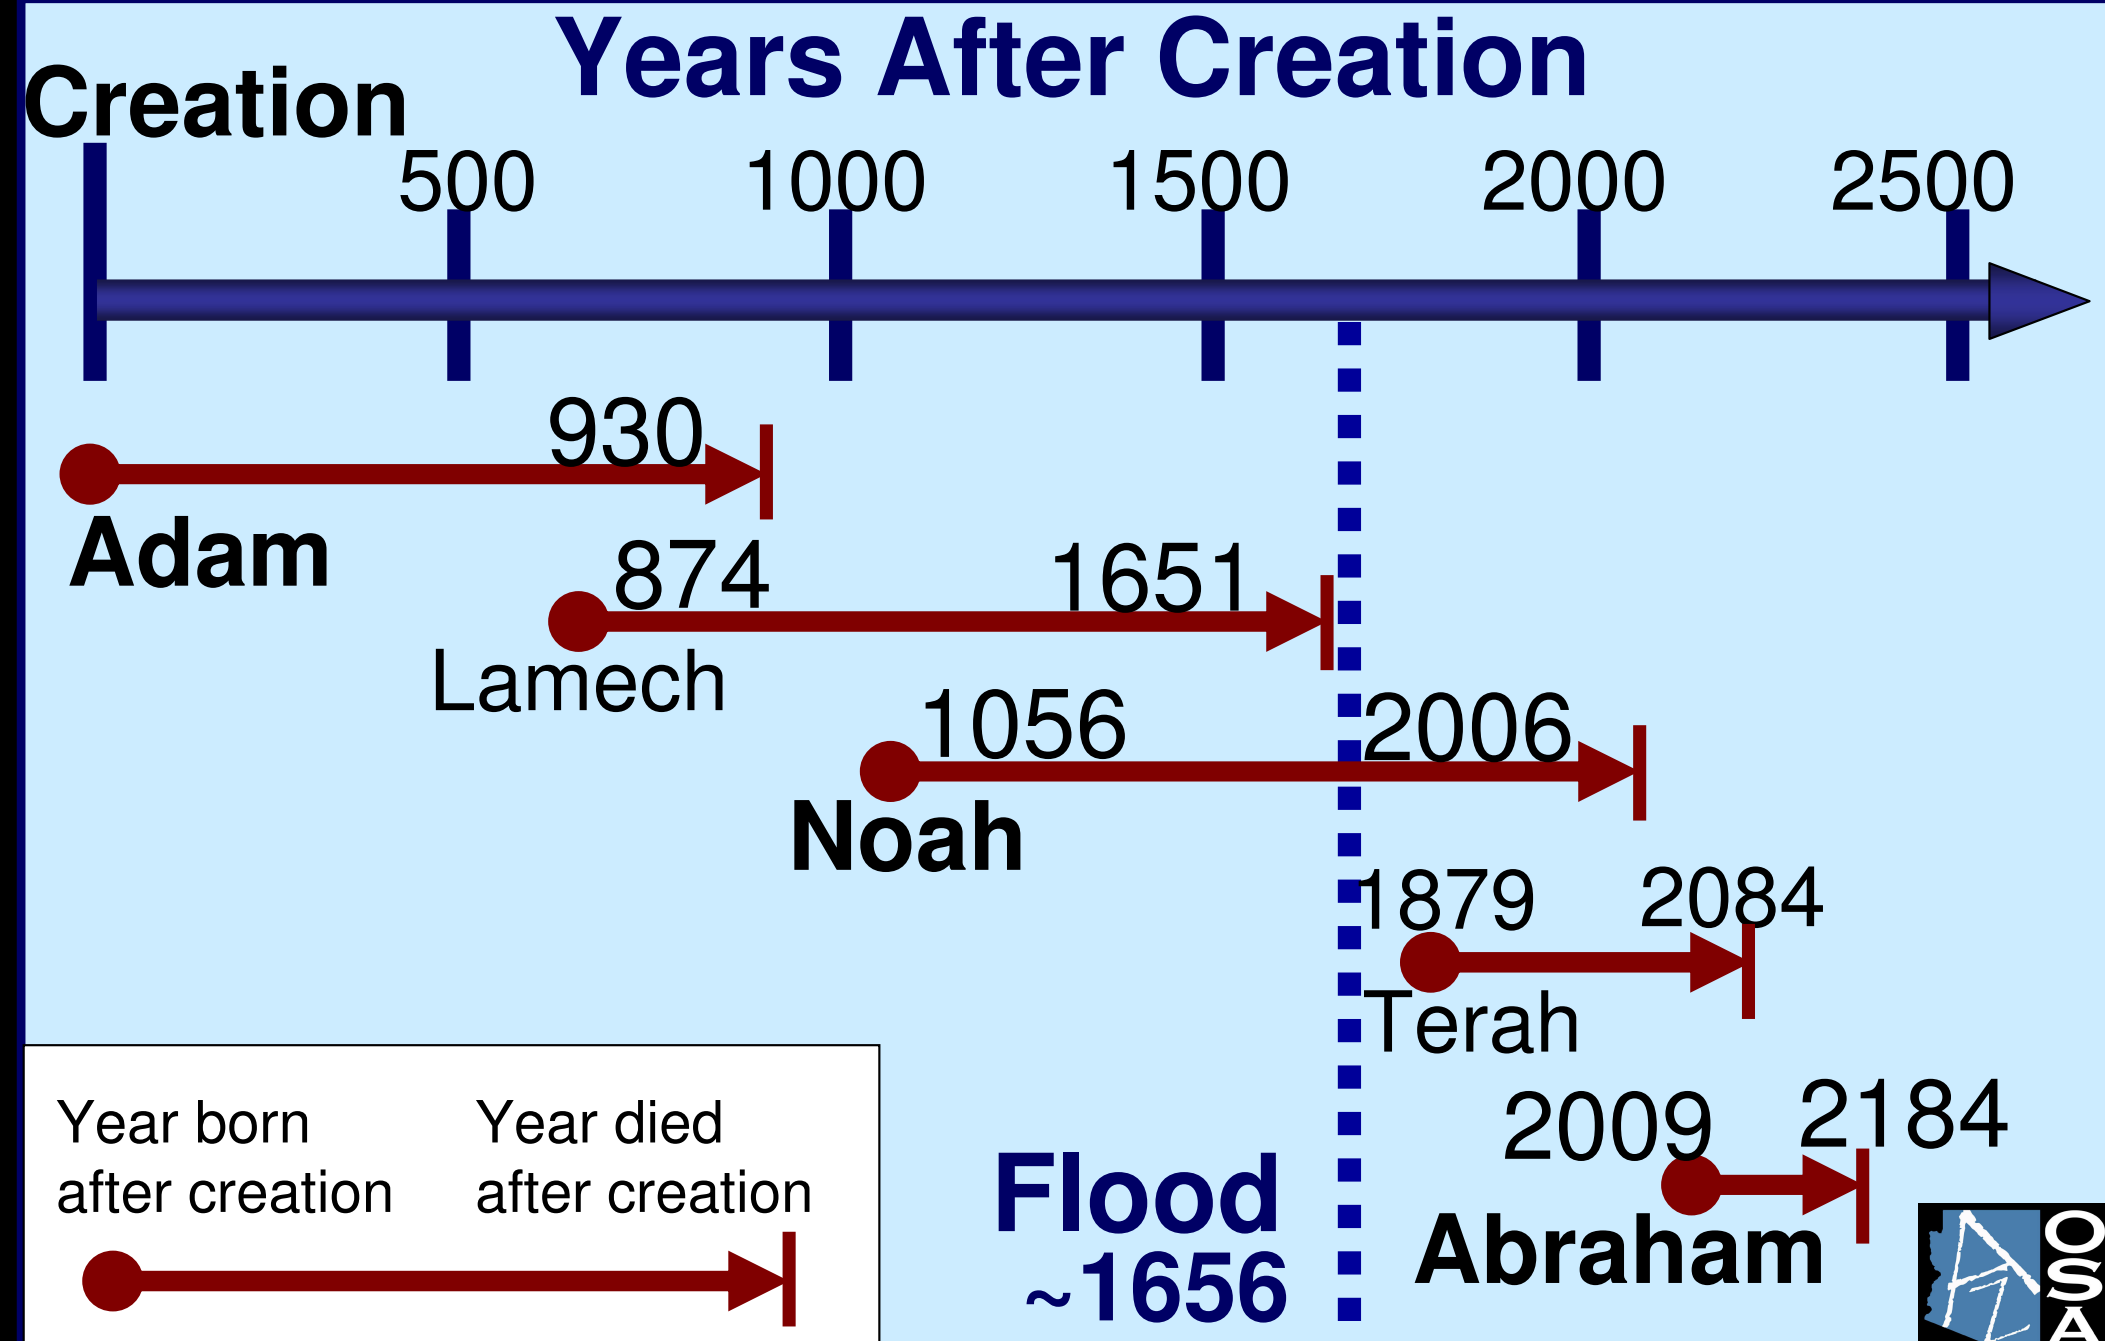 Years After Creation
Creation
500 1000 1500 2000 2500
930
Adam
874 1651
Lamech
1056 2006
Noah
1879 2084
Terah
2009 2184
Abraham
Year born Year died
after creation after creation
Flood
~1656
AZ
OSA